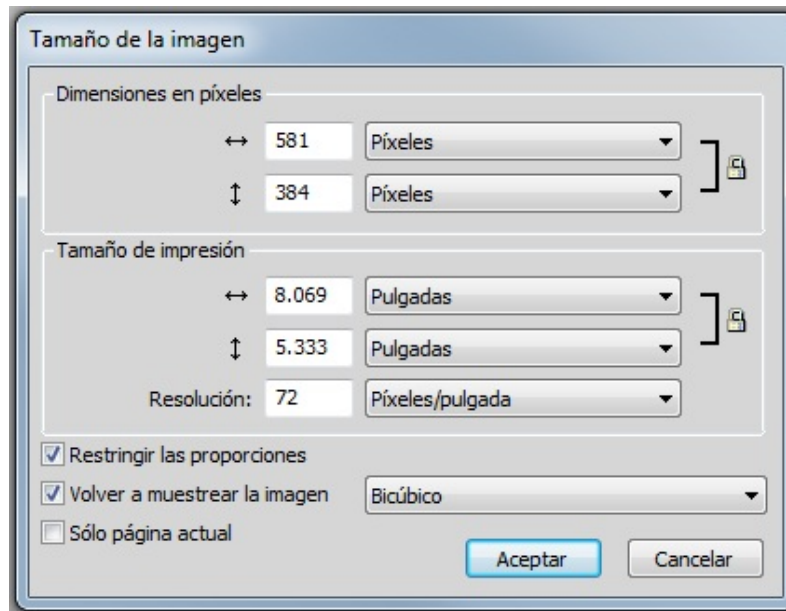 Tamaño de la imagen
Dimensiones en píxeles
581 Píxeles
384 Píxeles
Tamaño de impresión
8.069 Pulgadas
5.333 Pulgadas
Resolución: 72 Píxeles/pulgada
Restringir las proporciones
Volver a muestrear la imagen Bicúbico
Sólo página actual
Aceptar Cancelar